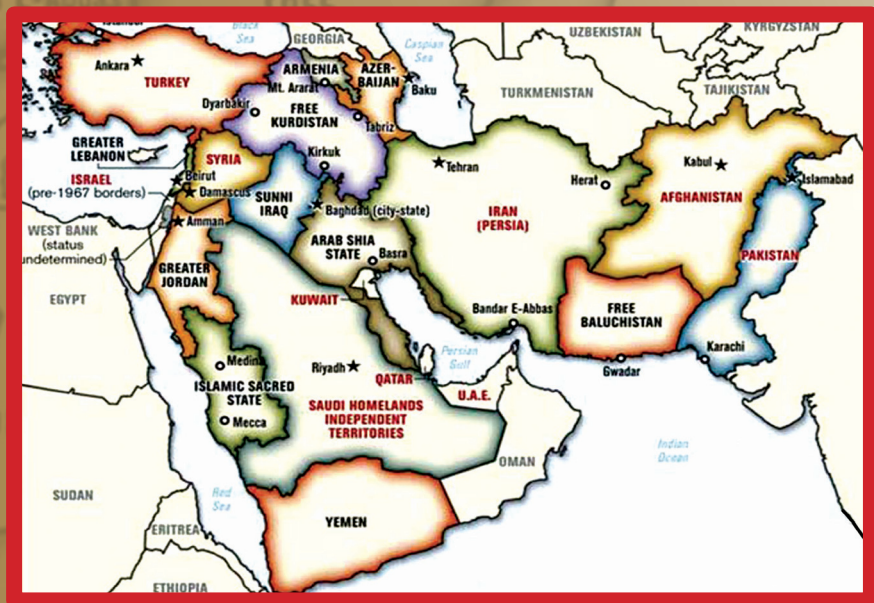 Black
Sea
GEORGIA
Caspian
Sea
UZBEKISTAN
KYRGYZSTAN
Ankara
TURKEY
ARMENIA
Mt. Ararat
AZER-
BAIJAN
Baku
TURKMENISTAN
TAJIKISTAN
Dyarbakir
FREE
KURDISTAN
Tabriz
GREATER
LEBANON
SYRIA
Kirkuk
Tehran
Herat
Kabul
Islamabad
ISRAEL
(pre-1967 borders)
Beirut
Damascus
SUNNI
IRAQ
IRAN
(PERSIA)
AFGHANISTAN
Amman
Baghdad (city-state)
WEST BANK
(status
undetermined)
ARAB SHIA
STATE
Basra
PAKISTAN
GREATER
JORDAN
EGYPT
KUWAIT
Bandar E-Abbas
FREE
BALUCHISTAN
Karachi
Gwadar
Medina
Riyadh
Persian
Gulf
QATAR
ISLAMIC SACRED
STATE
U.A.E.
Mecca
SAUDI HOMELANDS
INDEPENDENT
TERRITORIES
OMAN
Indian
Ocean
SUDAN
Red
Sea
YEMEN
ERITREA
ETHIOPIA